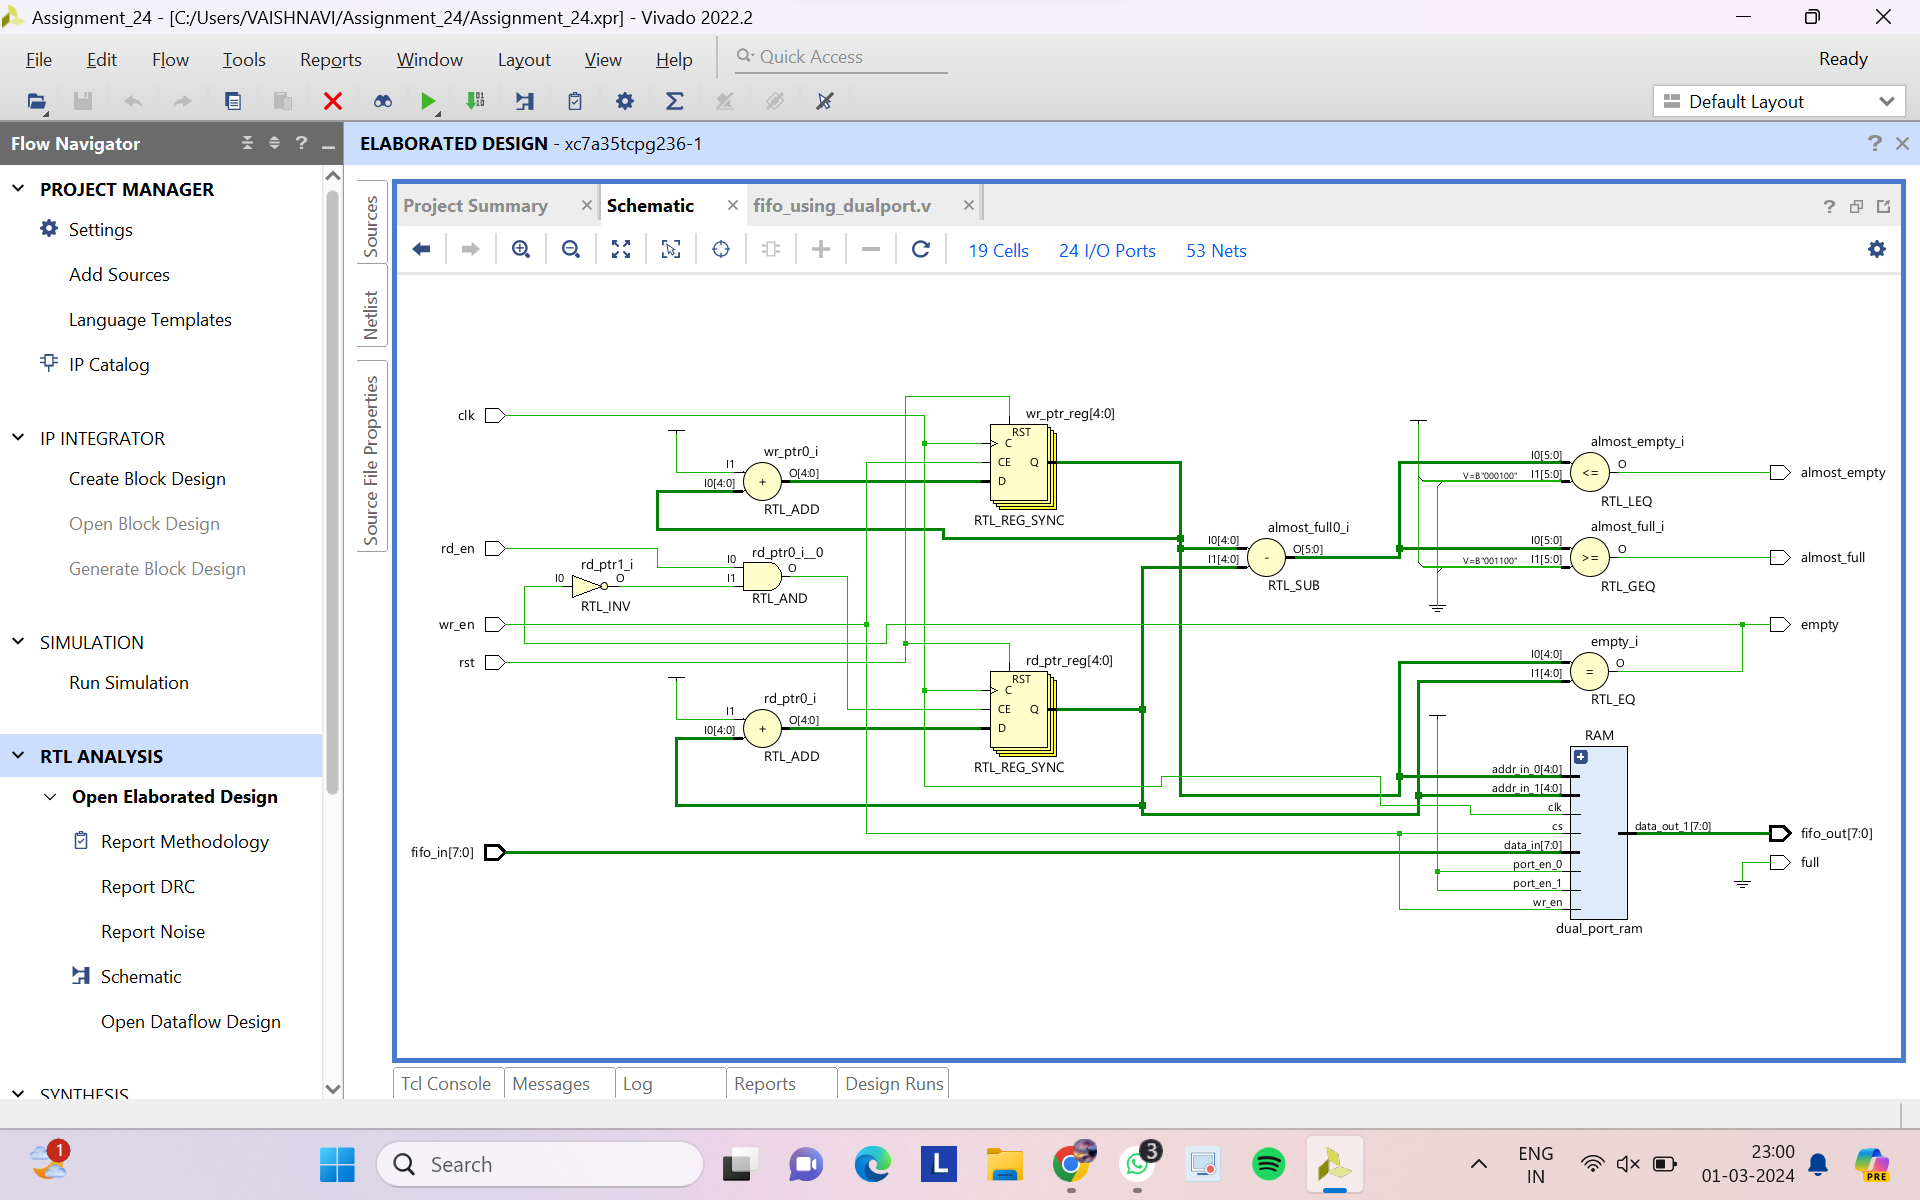 Assignment_24 - [C:/Users/VAISHNAVI/Assignment_24/Assignment_24.xpr] - Vivado 2022.2
File Edit Flow Tools Reports Window Layout View Help Quick Access Ready
Default Layout
Flow Navigator
ELABORATED DESIGN - xc7a35tcpg236-1
PROJECT MANAGER
Settings
Add Sources
Language Templates
IP Catalog
IP INTEGRATOR
Create Block Design
Open Block Design
Generate Block Design
SIMULATION
Run Simulation
RTL ANALYSIS
Open Elaborated Design
Report Methodology
Report DRC
Report Noise
Schematic
Open Dataflow Design
SYNTHESIS
Sources
Netlist
Source File Properties
Project Summary Schematic fifo_using_dualport.v
19 Cells 24 I/O Ports 53 Nets
clk
rd_en
wr_en
rst
fifo_in[7:0]
wr_ptr0_i
I1
I0[4:0]
O[4:0]
RTL_ADD
wr_ptr_reg[4:0]
RST
C
CE
D
Q
RTL_REG_SYNC
rd_ptr1_i
I0
O
RTL_INV
rd_ptr0_i__0
I0
I1
O
RTL_AND
rd_ptr0_i
I1
I0[4:0]
O[4:0]
RTL_ADD
rd_ptr_reg[4:0]
RST
C
CE
D
Q
RTL_REG_SYNC
almost_full0_i
I0[4:0]
I1[4:0]
O[5:0]
RTL_SUB
almost_empty_i
I0[5:0]
V=B"000100" I1[5:0]
O
RTL_LEQ
almost_empty
almost_full_i
I0[5:0]
V=B"001100" I1[5:0]
O
RTL_GEQ
almost_full
empty
empty_i
I0[4:0]
I1[4:0]
O
RTL_EQ
RAM
addr_in_0[4:0]
addr_in_1[4:0]
clk
cs
data_in[7:0]
port_en_0
port_en_1
wr_en
data_out_1[7:0]
dual_port_ram
fifo_out[7:0]
full
Tcl Console Messages Log Reports Design Runs
1
Search
L
3
ENG
IN
23:00
01-03-2024
PRE